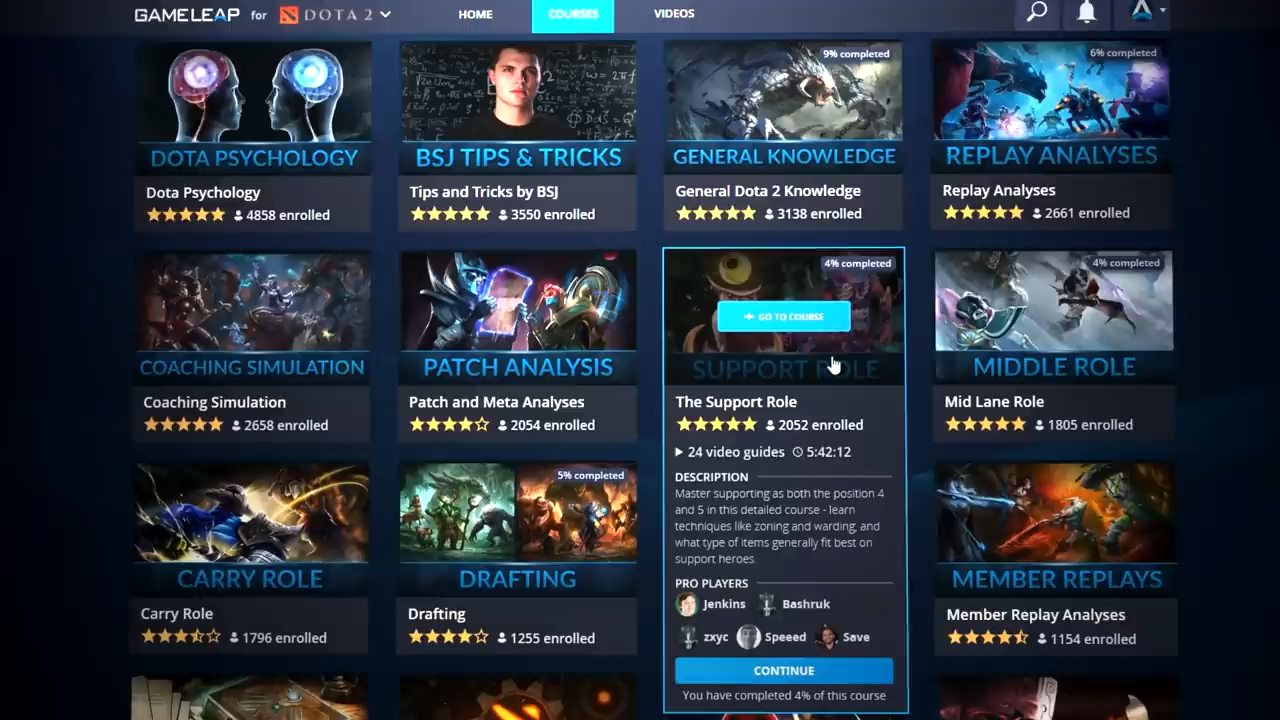 GAMELEAP for DOTA 2
HOME
COURSES
VIDEOS
DOTA PSYCHOLOGY
Dota Psychology
4858 enrolled
BSJ TIPS & TRICKS
Tips and Tricks by BSJ
3550 enrolled
9% completed
GENERAL KNOWLEDGE
General Dota 2 Knowledge
3138 enrolled
6% completed
REPLAY ANALYSES
Replay Analyses
2661 enrolled
COACHING SIMULATION
Coaching Simulation
2658 enrolled
PATCH ANALYSIS
Patch and Meta Analyses
2054 enrolled
4% completed
GO TO COURSE
SUPPORT ROLE
The Support Role
2052 enrolled
24 video guides 5:42:12
DESCRIPTION
Master supporting as both the position 4
and 5 in this detailed course - learn
techniques like zoning and warding, and
what type of items generally fit best on
support heroes.
PRO PLAYERS
Jenkins Bashruk
zxyc Speeed Save
CONTINUE
You have completed 4% of this course
4% completed
MIDDLE ROLE
Mid Lane Role
1805 enrolled
CARRY ROLE
Carry Role
1796 enrolled
5% completed
DRAFTING
Drafting
1255 enrolled
MEMBER REPLAYS
Member Replay Analyses
1154 enrolled